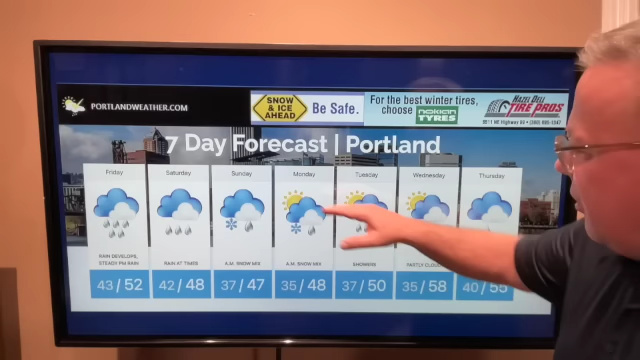 PORTLANDWEATHER.COM
SNOW &
ICE
AHEAD
Be Safe.
For the best winter tires,
choose
NOKIAN
TYRES
HAZEL DELL
TIRE PROS
7 Day Forecast | Portland
Friday
Saturday
Sunday
Monday
Tuesday
Wednesday
Thursday
RAIN DEVELOPS,
STEADY PM RAIN
RAIN AT TIMES
A.M. SNOW MIX
A.M. SNOW MIX
SHOWERS
PARTLY CLOUDY
43/52
42/48
37/47
35/48
37/50
35/58
40/55